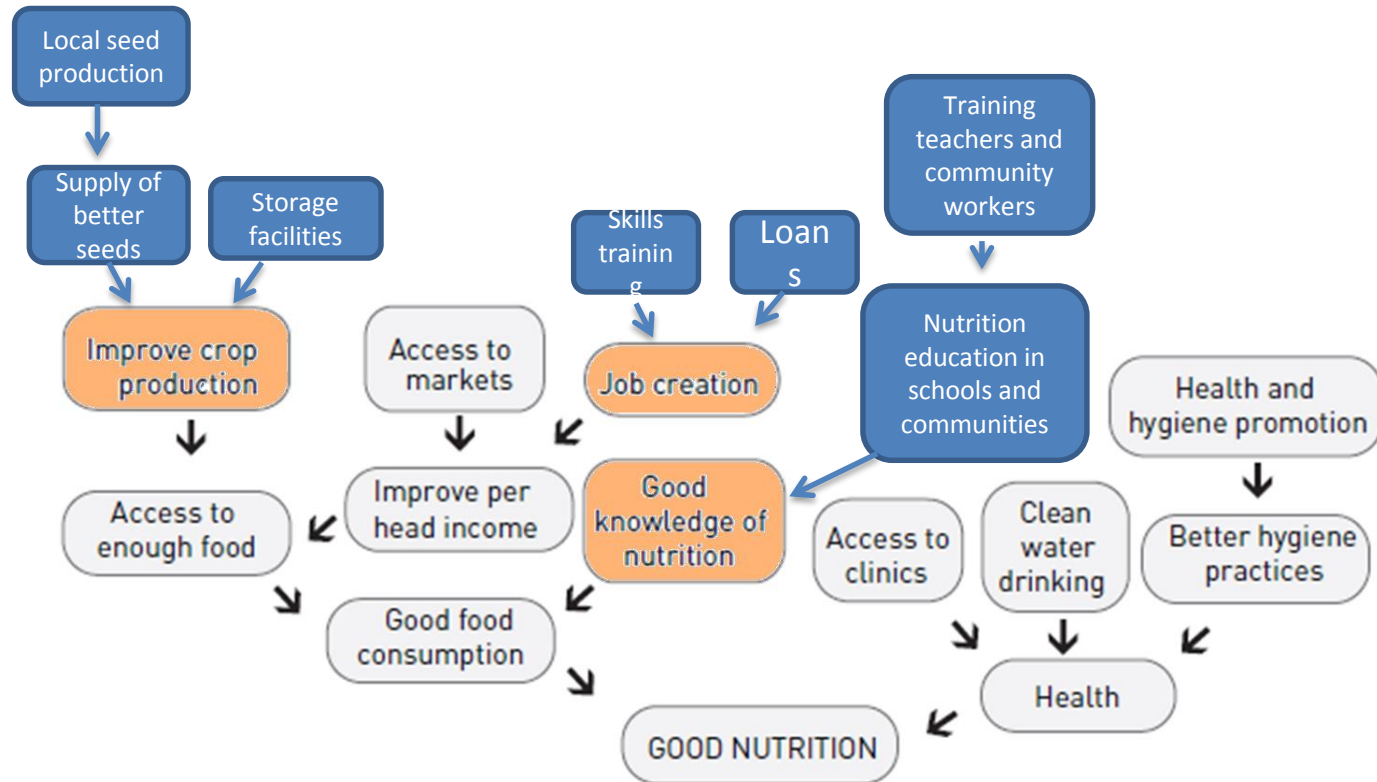 Local seed
production
Training
teachers and
community
workers
Supply of
better
seeds
Storage
facilities
Skills
trainin
g
Loan
s
Improve crop
production
Access to
markets
Job creation
Nutrition
education in
schools and
communities
Health and
hygiene promotion
Access to
enough food
Improve per
head income
Good
knowledge of
nutrition
Access to
clinics
Clean
water
drinking
Better hygiene
practices
Good food
consumption
Health
GOOD NUTRITION